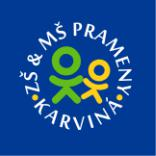 ZŠ & MŠ PRAMENY
· KARVINÁ ·